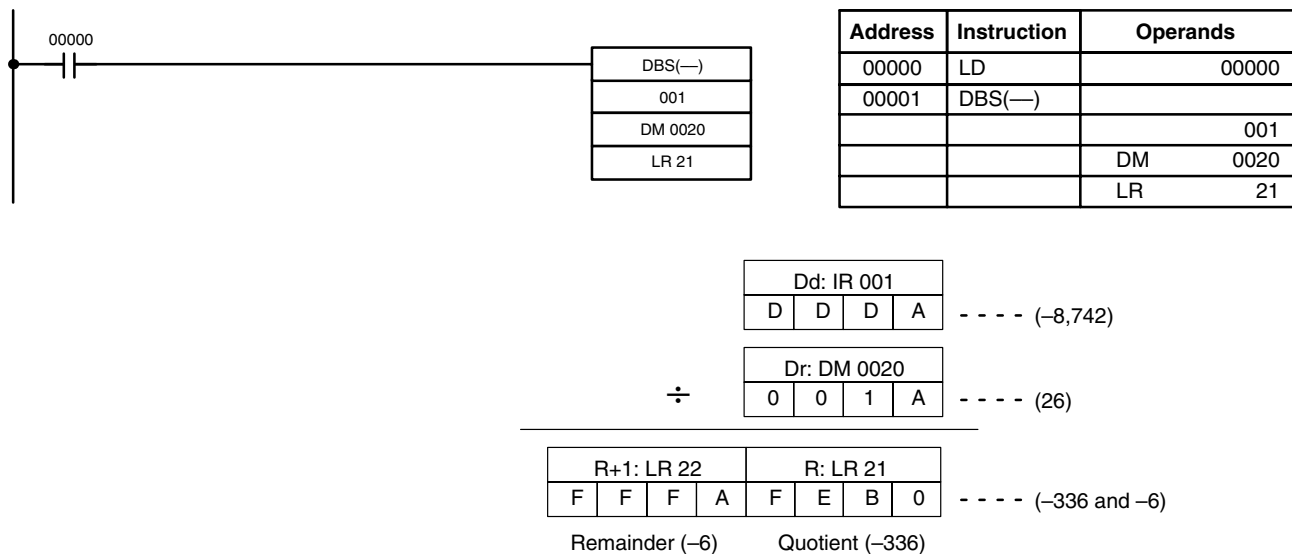 00000
DBS(—)
001
DM 0020
LR 21
Address Instruction Operands
00000 LD 00000
00001 DBS(—)
001
DM 0020
LR 21
Dd: IR 001
D D D A - - - - (–8,742)
Dr: DM 0020
÷ 0 0 1 A - - - - (26)
R+1: LR 22 R: LR 21
F F F A F E B 0 - - - - (–336 and –6)
Remainder (–6) Quotient (–336)